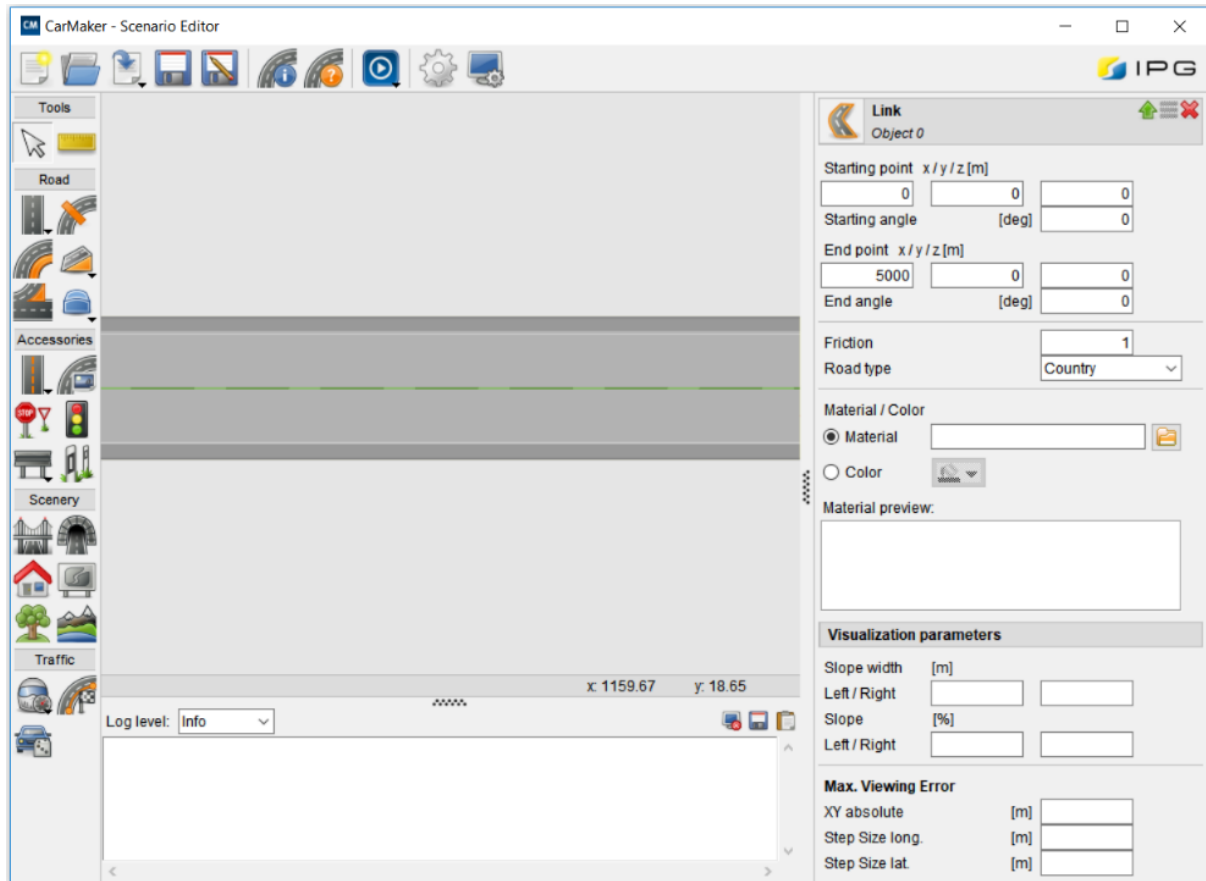 CM CarMaker - Scenario Editor
IPG
Tools
Road
Accessories
STOP
Scenery
Traffic
x: 1159.67 y: 18.65
Log level: Info
Link
Object 0
Starting point x / y / z [m]
0 0 0
Starting angle [deg] 0
End point x / y / z [m]
5000 0 0
End angle [deg] 0
Friction 1
Road type Country
Material / Color
Material
Color
Material preview:
Visualization parameters
Slope width [m]
Left / Right
Slope [%]
Left / Right
Max. Viewing Error
XY absolute [m]
Step Size long. [m]
Step Size lat. [m]